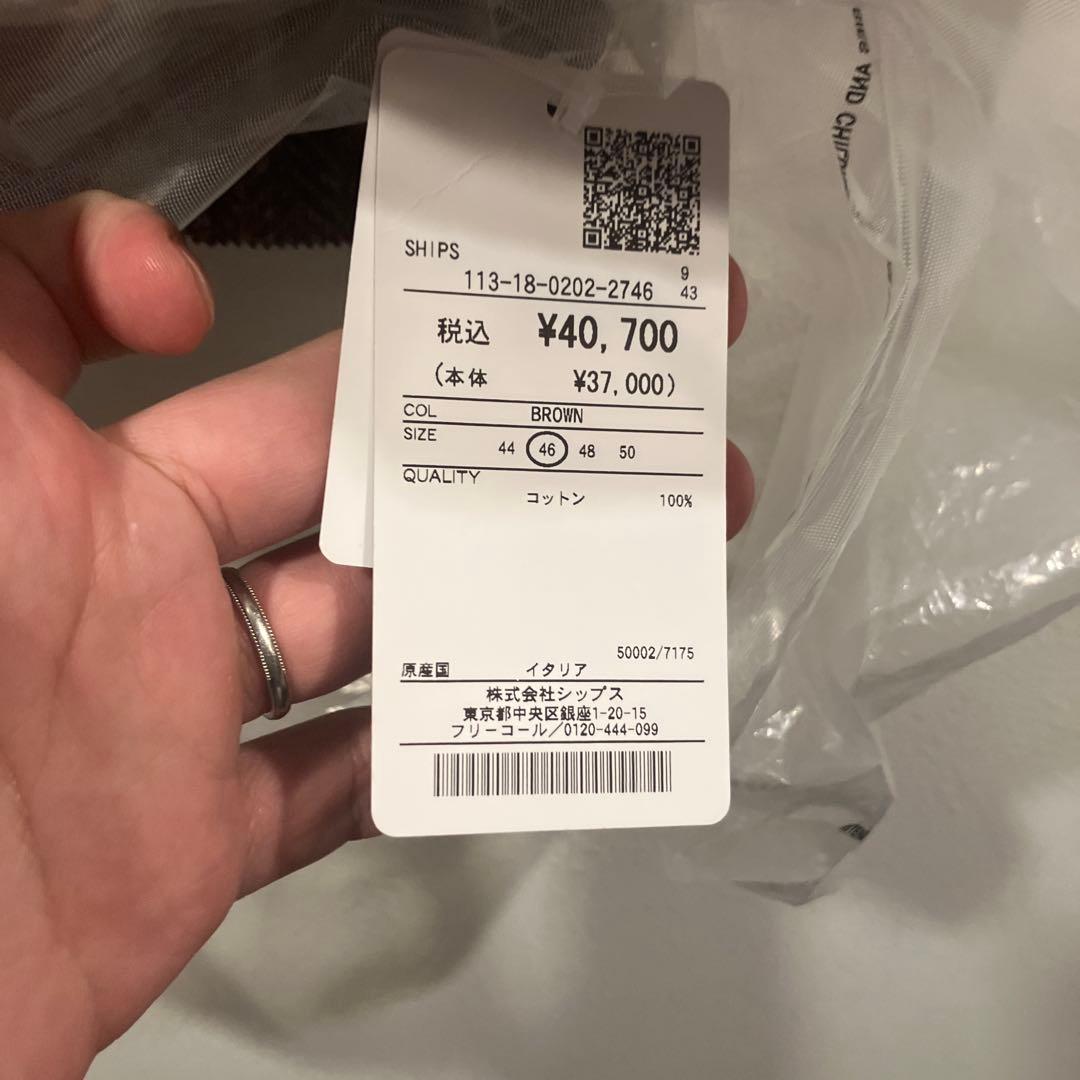 SHIPS
113-18-0202-2746
9
43
税込 ¥40,700
(本体 ¥37,000)
COL BROWN
SIZE
44 46 48 50
QUALITY
コットン 100%
50002/7175
原産国 イタリア
株式会社シップス
東京都中央区銀座1-20-15
フリーコール/0120-444-099
AND